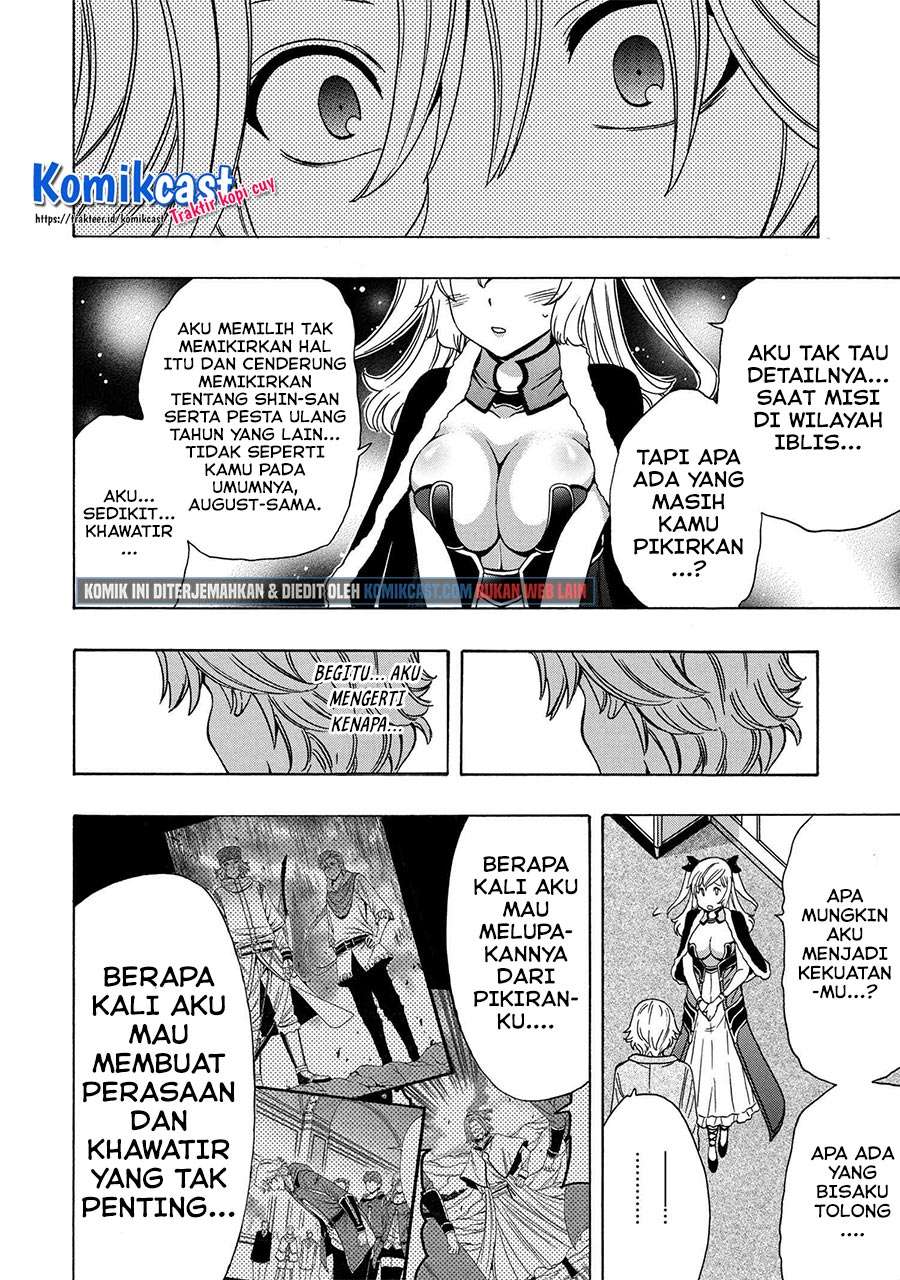 Komikcast
Traktir kopi cuy
https://trakteer.id/komikcast
AKU TAK TAU
DETAILNYA...
SAAT MISI
DI WILAYAH
IBLIS...
TAPI APA
ADA YANG
MASIH
KAMU
PIKIRKAN
...?
AKU MEMILIH TAK
MEMIKIRKAN HAL
ITU DAN CENDERUNG
MEMIKIRKAN
TENTANG SHIN-SAN
SERTA PESTA ULANG
TAHUN YANG LAIN...
TIDAK SEPERTI
KAMU PADA
UMUMNYA,
AUGUST-SAMA.
AKU...
SEDIKIT...
KHAWATIR
...
KOMIK INI DITERJEMAHKAN & DIEDIT OLEH KOMIKCAST.COM BUKAN WEB LAIN
BEGITU... AKU
MENGERTI
KENAPA...
APA
MUNGKIN
AKU
MENJADI
KEKUATAN
-MU...?
APA ADA
YANG
BISAKU
TOLONG
....
........
BERAPA
KALI AKU
MAU
MELUPA-
KANNYA
DARI
PIKIRAN-
KU....
BERAPA
KALI AKU
MAU
MEMBUAT
PERASAAN
DAN
KHAWATIR
YANG TAK
PENTING...